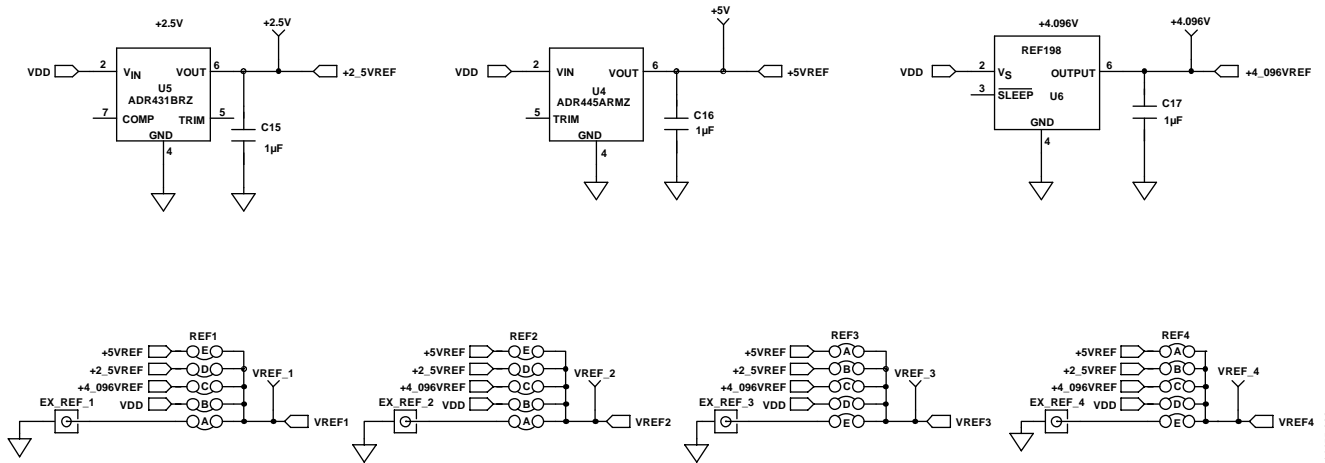 +2.5V
+2.5V
VDD
2
VIN
VOUT
6
+2_5VREF
U5
ADR431BRZ
7
COMP
TRIM
5
GND
4
C15
1µF
+5V
VDD
2
VIN
VOUT
6
+5VREF
U4
ADR445ARMZ
5
TRIM
GND
4
C16
1µF
+4.096V
+4.096V
REF198
VDD
2
VS
OUTPUT
6
+4_096VREF
3
SLEEP
U6
GND
4
C17
1µF
REF1
+5VREF
E
+2_5VREF
D
+4_096VREF
C
VDD
B
EX_REF_1
A
VREF_1
VREF1
REF2
+5VREF
E
+2_5VREF
D
+4_096VREF
C
VDD
B
EX_REF_2
A
VREF_2
VREF2
REF3
+5VREF
A
+2_5VREF
B
+4_096VREF
C
VDD
D
EX_REF_3
E
VREF_3
VREF3
REF4
+5VREF
A
+2_5VREF
B
+4_096VREF
C
VDD
D
EX_REF_4
E
VREF_4
VREF4